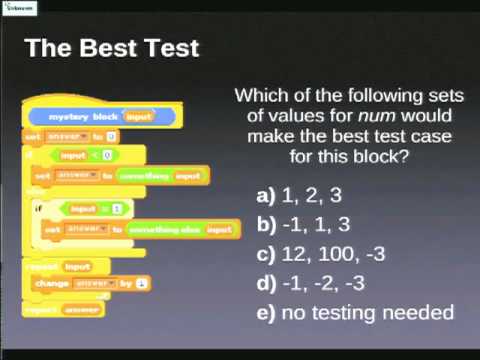 The Best Test
mystery block input
set answer to 0
if input < 0
set answer to something input
else
if input = 1
set answer to something else input
repeat input
change answer by 1
report answer
Which of the following sets
of values for num would
make the best test case
for this block?
a) 1, 2, 3
b) -1, 1, 3
c) 12, 100, -3
d) -1, -2, -3
e) no testing needed